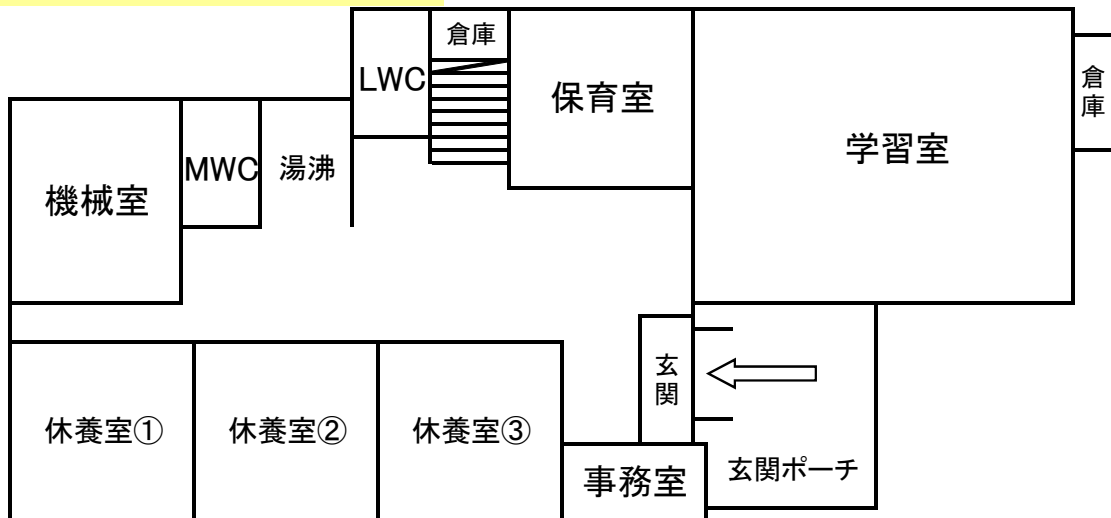 倉庫
LWC
保育室
学習室
倉庫
機械室
MWC
湯沸
玄関
休養室①
休養室②
休養室③
事務室
玄関ポーチ